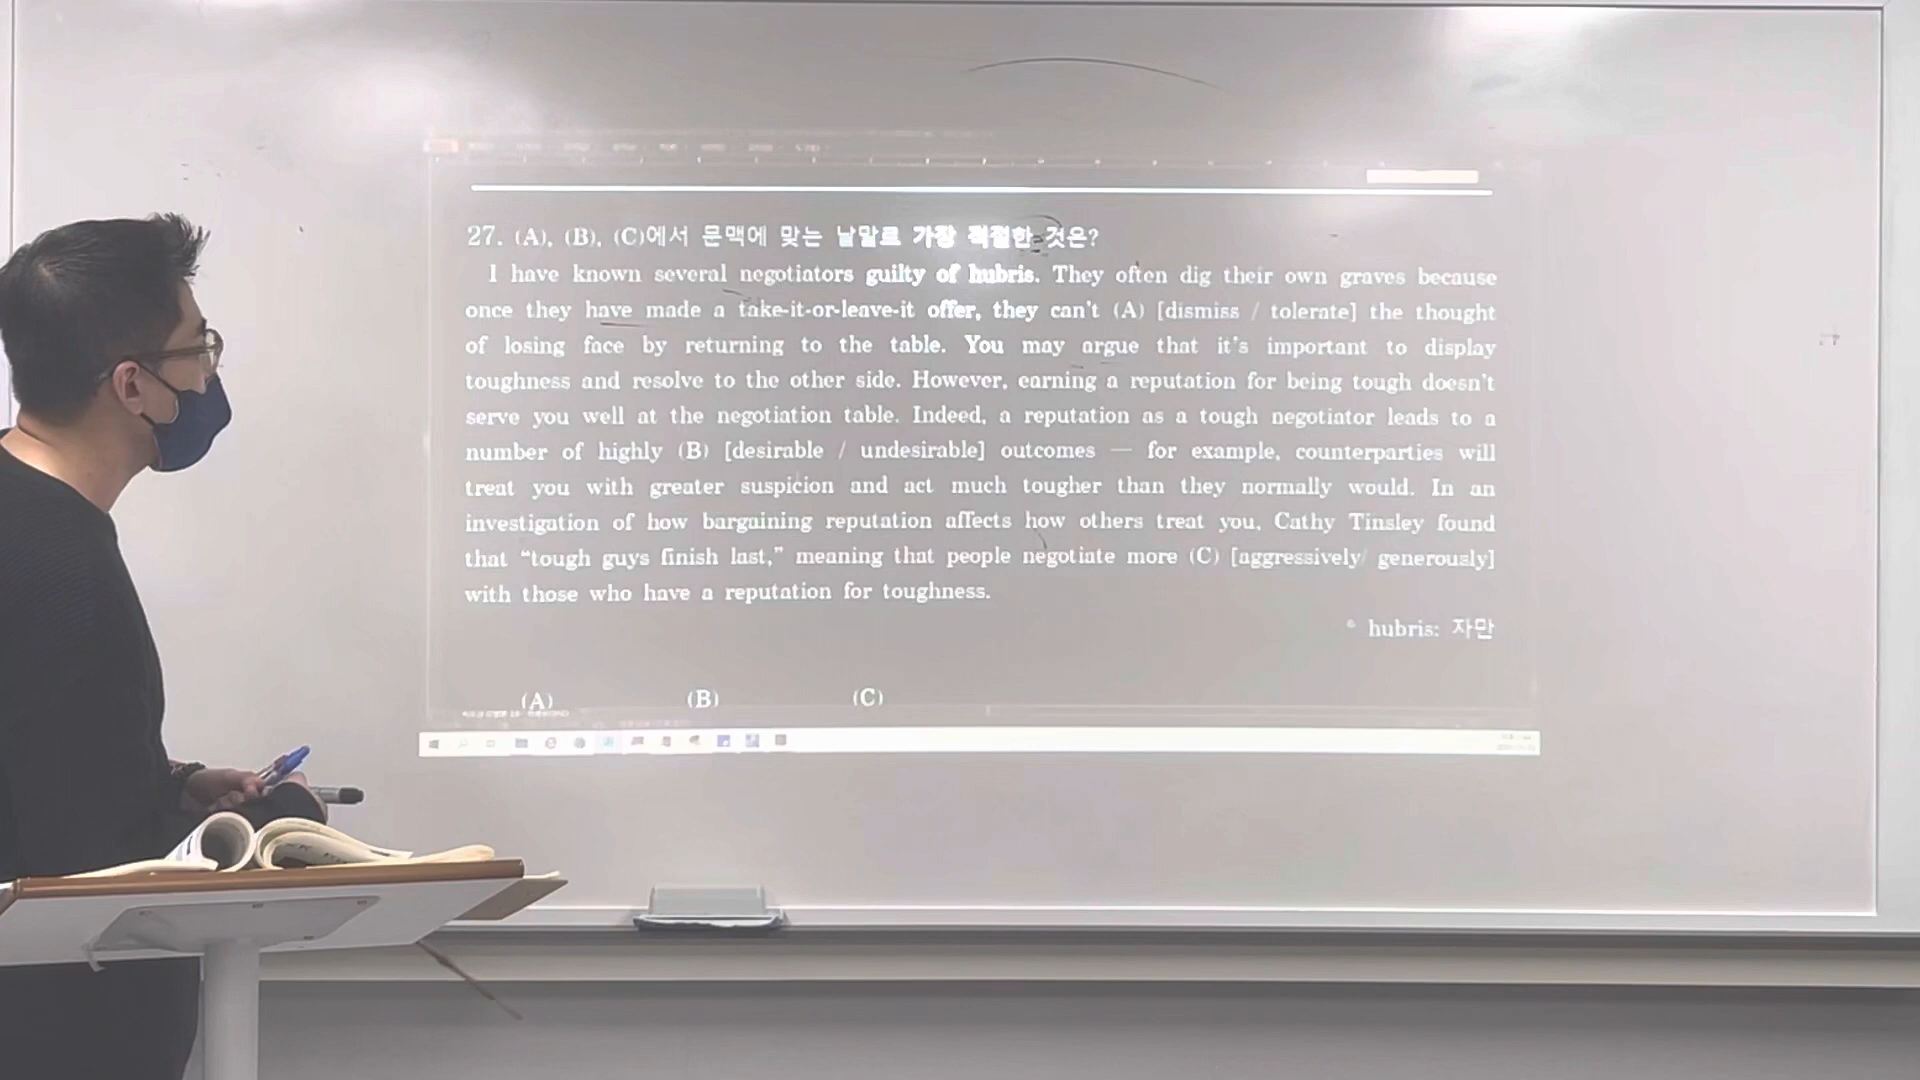 27. (A), (B), (C)에서 문맥에 맞는 낱말로 가장 적절한 것은?
I have known several negotiators guilty of hubris. They often dig their own graves because
once they have made a take-it-or-leave-it offer, they can't (A) [dismiss / tolerate] the thought
of losing face by returning to the table. You may argue that it's important to display
toughness and resolve to the other side. However, earning a reputation for being tough doesn't
serve you well at the negotiation table. Indeed, a reputation as a tough negotiator leads to a
number of highly (B) [desirable / undesirable] outcomes — for example, counterparties will
treat you with greater suspicion and act much tougher than they normally would. In an
investigation of how bargaining reputation affects how others treat you, Cathy Tinsley found
that “tough guys finish last,” meaning that people negotiate more (C) [aggressively/ generously]
with those who have a reputation for toughness.
* hubris: 자만
(A) (B) (C)